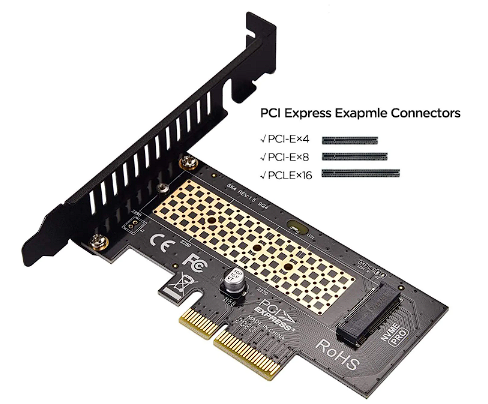 PCI Express Exapmle Connectors
√ PCI-E×4
√ PCI-E×8
√ PCLE×16
CE
FC
PCI
EXPRESS
NVME
PRO
RoHS